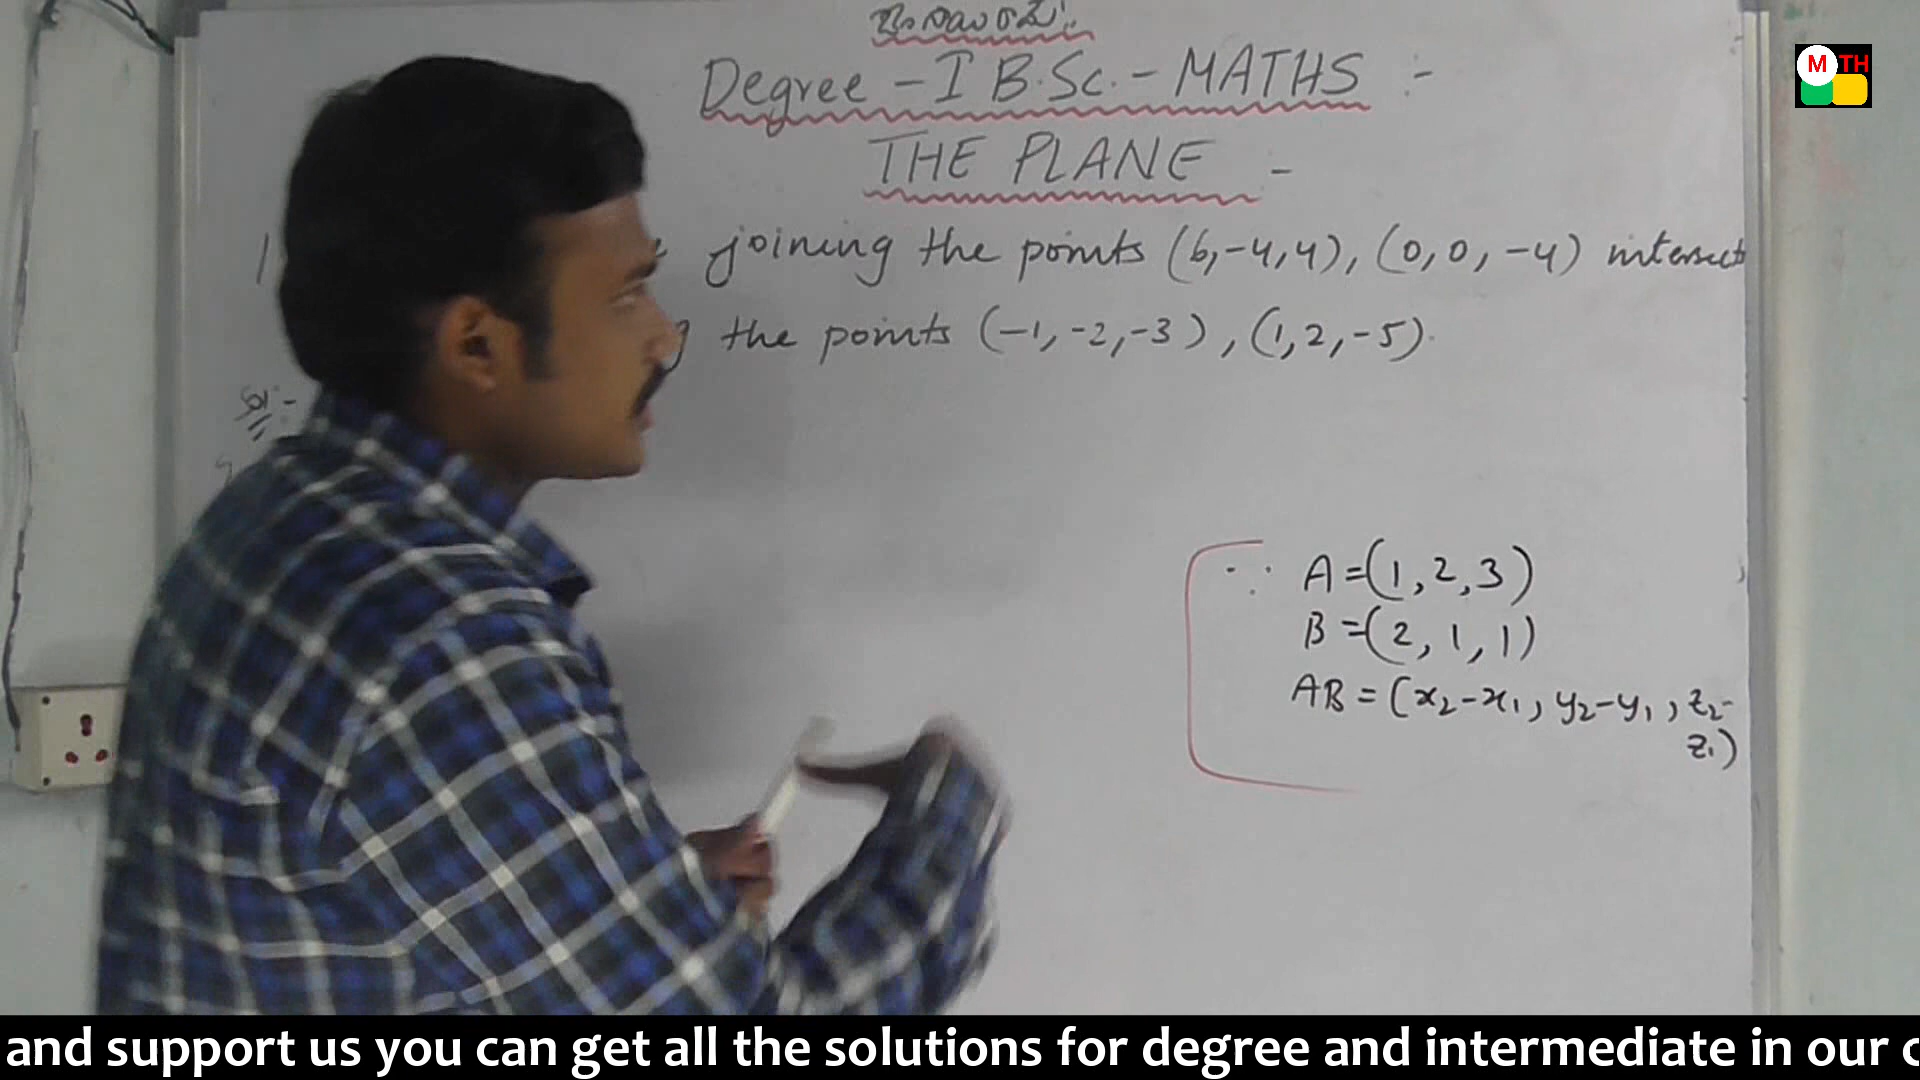 Degree - I B.Sc. - MATHS :-
THE PLANE -
joining the points (6, -4, 4), (0, 0, -4) intersect
the points (-1, -2, -3), (1, 2, -5).
Sol:-
∵ A = (1, 2, 3)
B = (2, 1, 1)
AB = (x₂-x₁, y₂-y₁, z₂-
z₁)
M TH
and support us you can get all the solutions for degree and intermediate in our